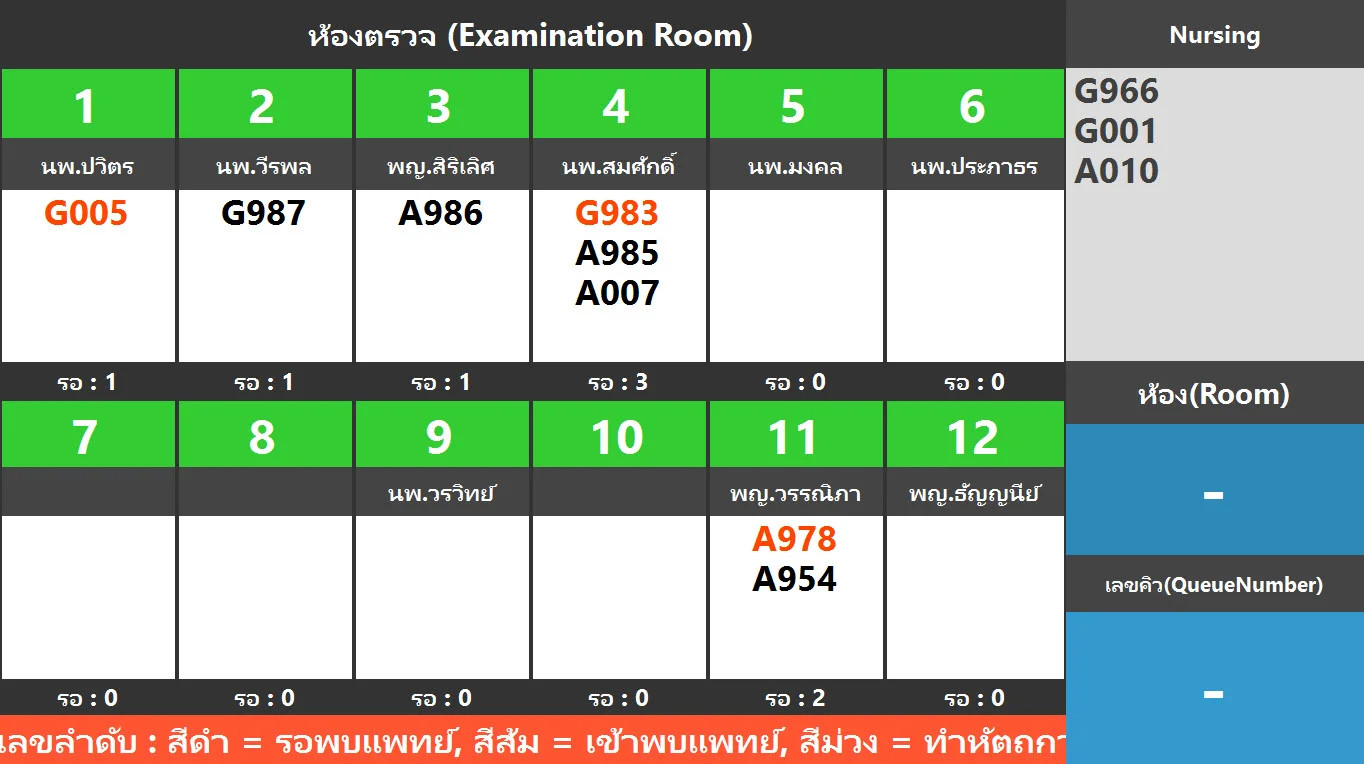 ห้องตรวจ (Examination Room)
Nursing
1 2 3 4 5 6
นพ.ปวิตร นพ.วีรพล พญ.สิริเลิศ นพ.สมศักดิ์ นพ.มงคล นพ.ประภาธร
G005 G987 A986 G983
A985
A007
รอ : 1 รอ : 1 รอ : 1 รอ : 3 รอ : 0 รอ : 0
7 8 9 10 11 12
นพ.วรวิทย์ พญ.วรรณิภา พญ.ธัญญนีย์
A978
A954
รอ : 0 รอ : 0 รอ : 0 รอ : 0 รอ : 2 รอ : 0
เลขลำดับ : สีดำ = รอพบแพทย์, สีส้ม = เข้าพบแพทย์, สีม่วง = ทำหัตถกา
G966
G001
A010
ห้อง(Room)
-
เลขคิว(QueueNumber)
-